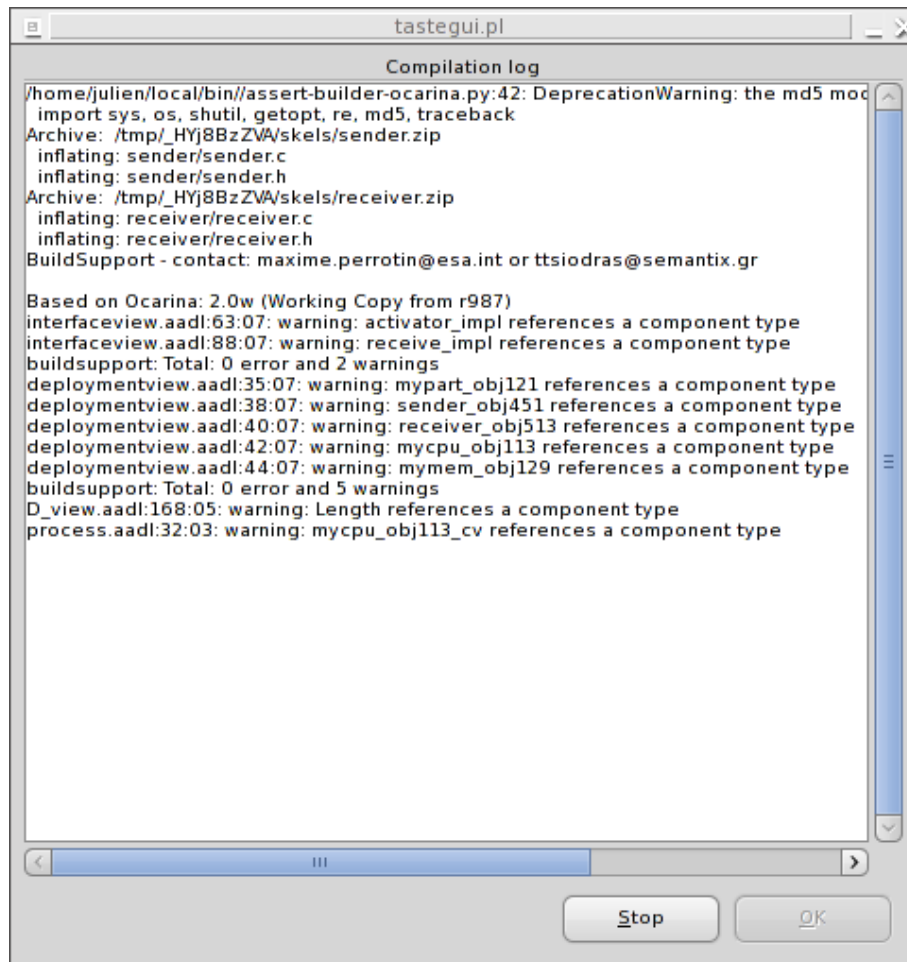 tastegui.pl
Compilation log
/home/julien/local/bin//assert-builder-ocarina.py:42: DeprecationWarning: the md5 mod
import sys, os, shutil, getopt, re, md5, traceback
Archive: /tmp/_HYj8BzZVA/skels/sender.zip
inflating: sender/sender.c
inflating: sender/sender.h
Archive: /tmp/_HYj8BzZVA/skels/receiver.zip
inflating: receiver/receiver.c
inflating: receiver/receiver.h
BuildSupport - contact: maxime.perrotin@esa.int or ttsiodras@semantix.gr
Based on Ocarina: 2.0w (Working Copy from r987)
interfaceview.aadl:63:07: warning: activator_impl references a component type
interfaceview.aadl:88:07: warning: receive_impl references a component type
buildsupport: Total: 0 error and 2 warnings
deploymentview.aadl:35:07: warning: mypart_obj121 references a component type
deploymentview.aadl:38:07: warning: sender_obj451 references a component type
deploymentview.aadl:40:07: warning: receiver_obj513 references a component type
deploymentview.aadl:42:07: warning: mycpu_obj113 references a component type
deploymentview.aadl:44:07: warning: mymem_obj129 references a component type
buildsupport: Total: 0 error and 5 warnings
D_view.aadl:168:05: warning: Length references a component type
process.aadl:32:03: warning: mycpu_obj113_cv references a component type
Stop
OK